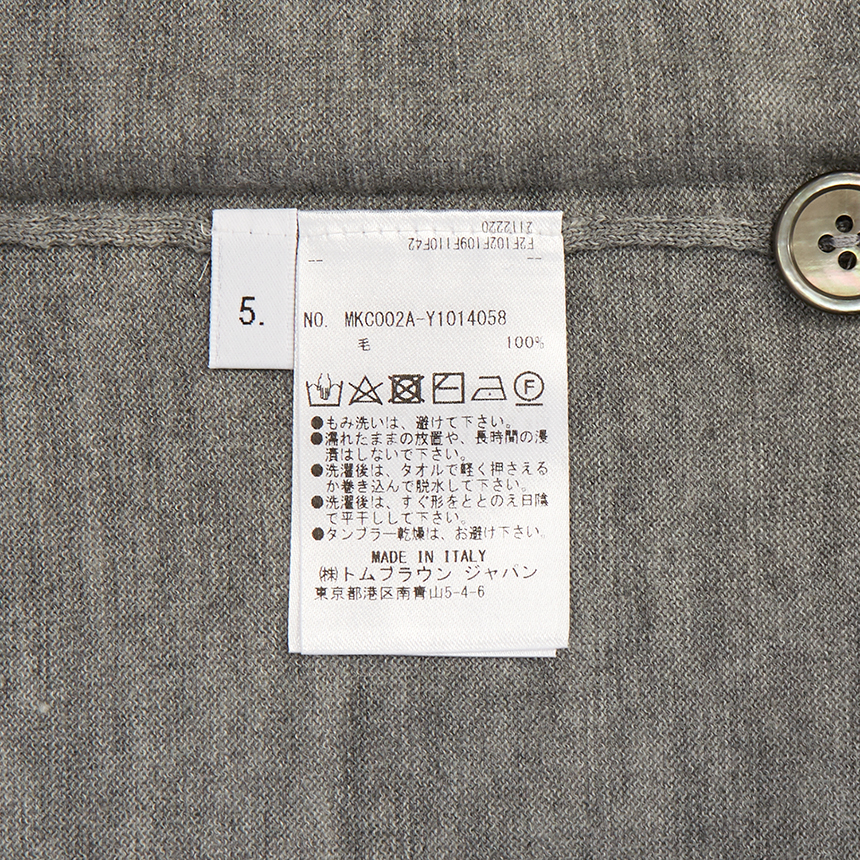 2112220
F2F102F109F110F42
5.
NO. MKC002A-Y1014058
毛 100%
F
●もみ洗いは、避けて下さい。
●濡れたままの放置や、長時間の浸
漬はしないで下さい。
●洗濯後は、タオルで軽く押さえる
か巻き込んで脱水して下さい。
●洗濯後は、すぐ形をととのえ日陰
で平干しして下さい。
●タンブラー乾燥は、お避け下さい。
MADE IN ITALY
㈱トムブラウン ジャパン
東京都港区南青山5-4-6